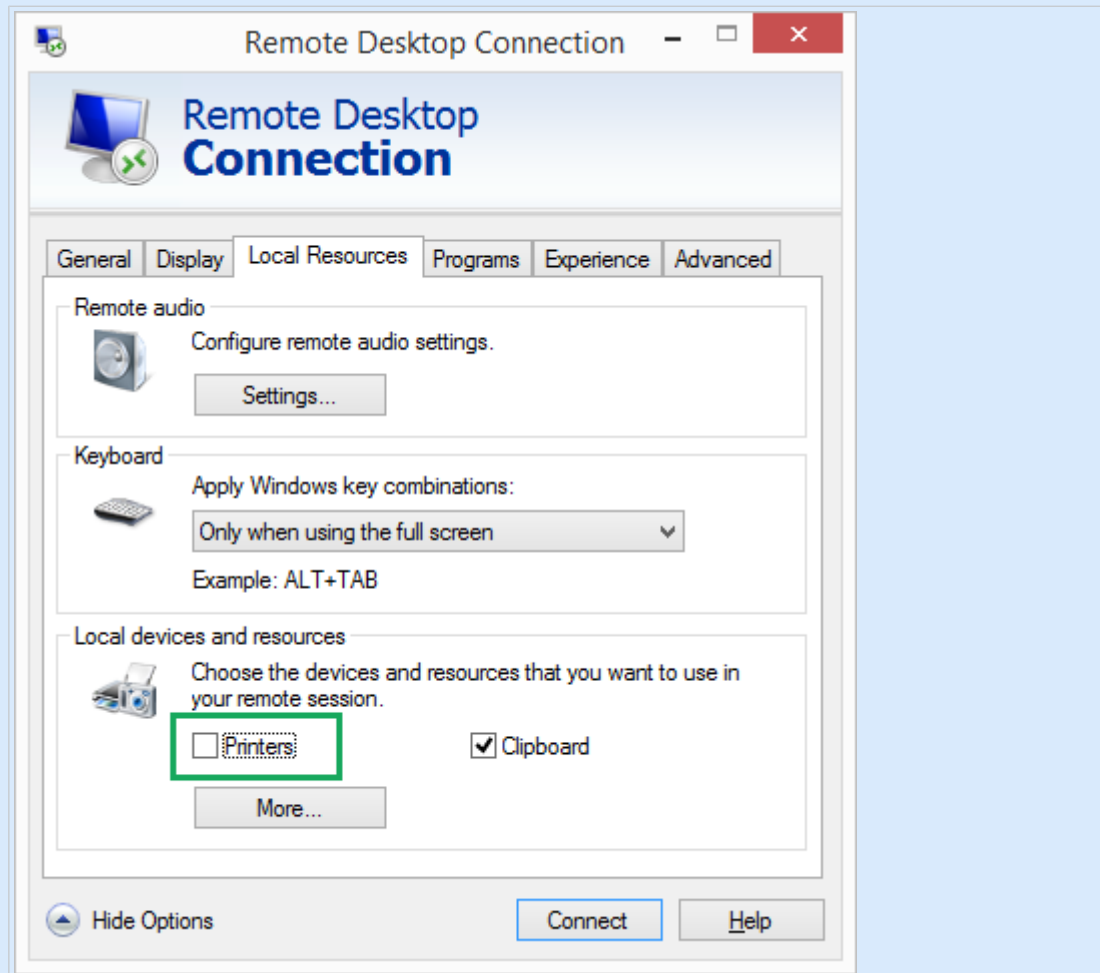 Remote Desktop Connection
Remote Desktop
Connection
General Display Local Resources Programs Experience Advanced
Remote audio
Configure remote audio settings.
Settings...
Keyboard
Apply Windows key combinations:
Only when using the full screen
Example: ALT+TAB
Local devices and resources
Choose the devices and resources that you want to use in
your remote session.
Printers Clipboard
More...
Hide Options Connect Help